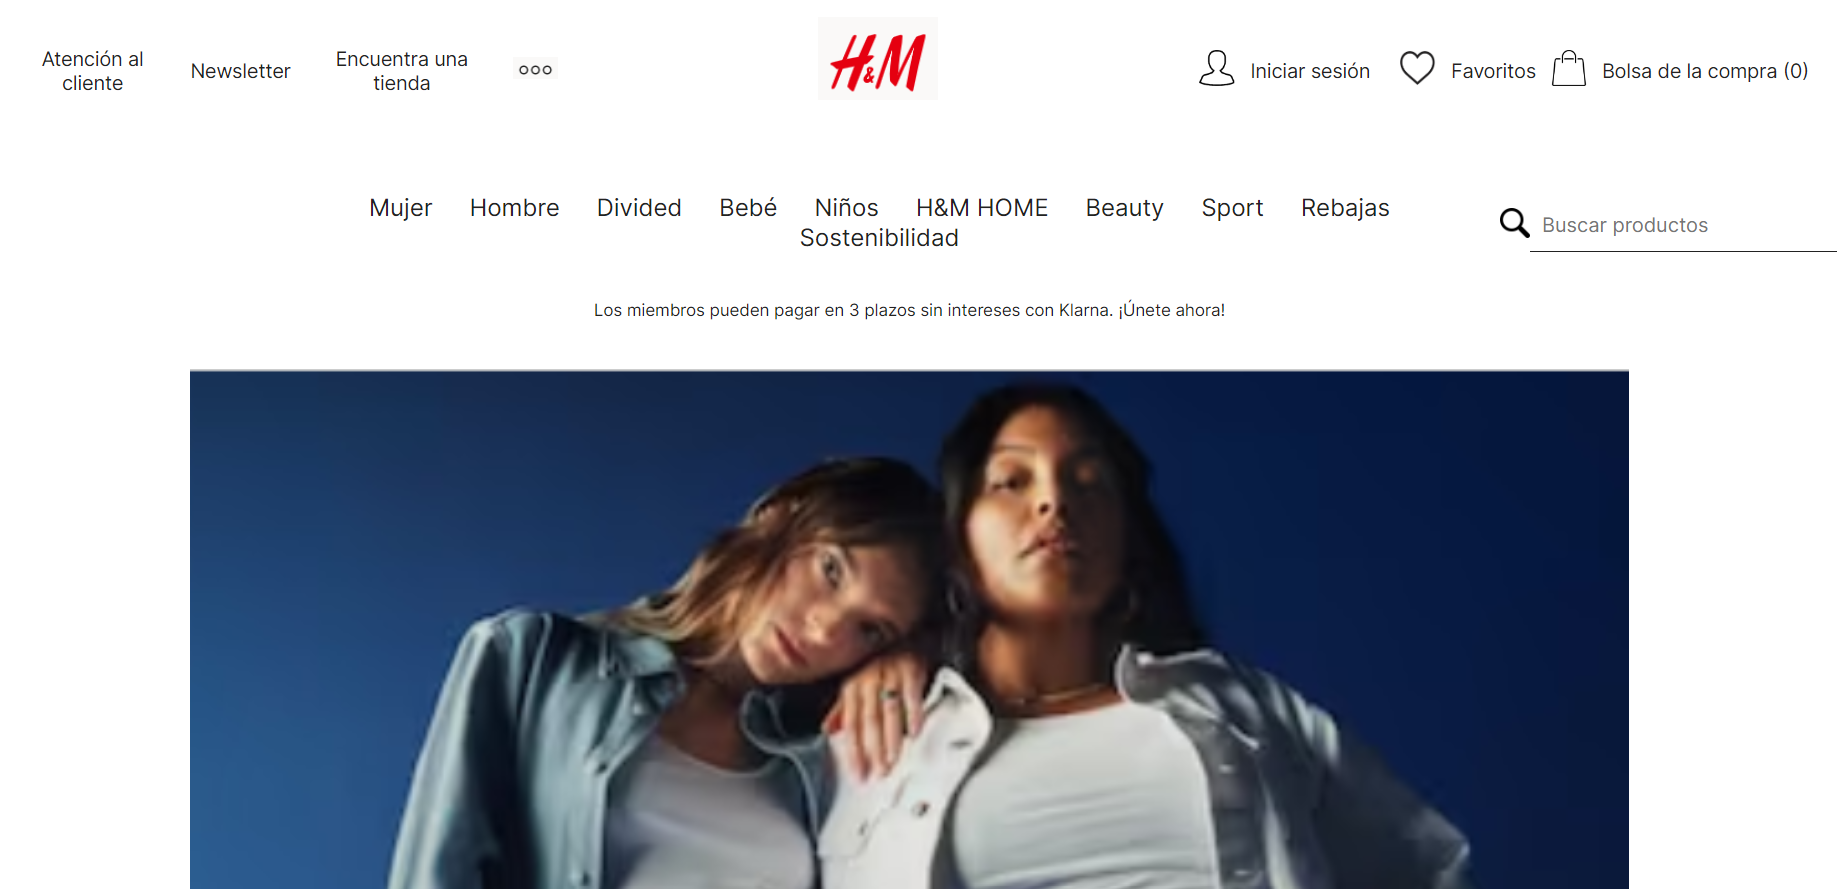 Atención al
cliente
Newsletter
Encuentra una
tienda
H&M
Iniciar sesión
Favoritos
Bolsa de la compra (0)
Mujer Hombre Divided Bebé Niños H&M HOME Beauty Sport Rebajas
Sostenibilidad
Buscar productos
Los miembros pueden pagar en 3 plazos sin intereses con Klarna. ¡Únete ahora!